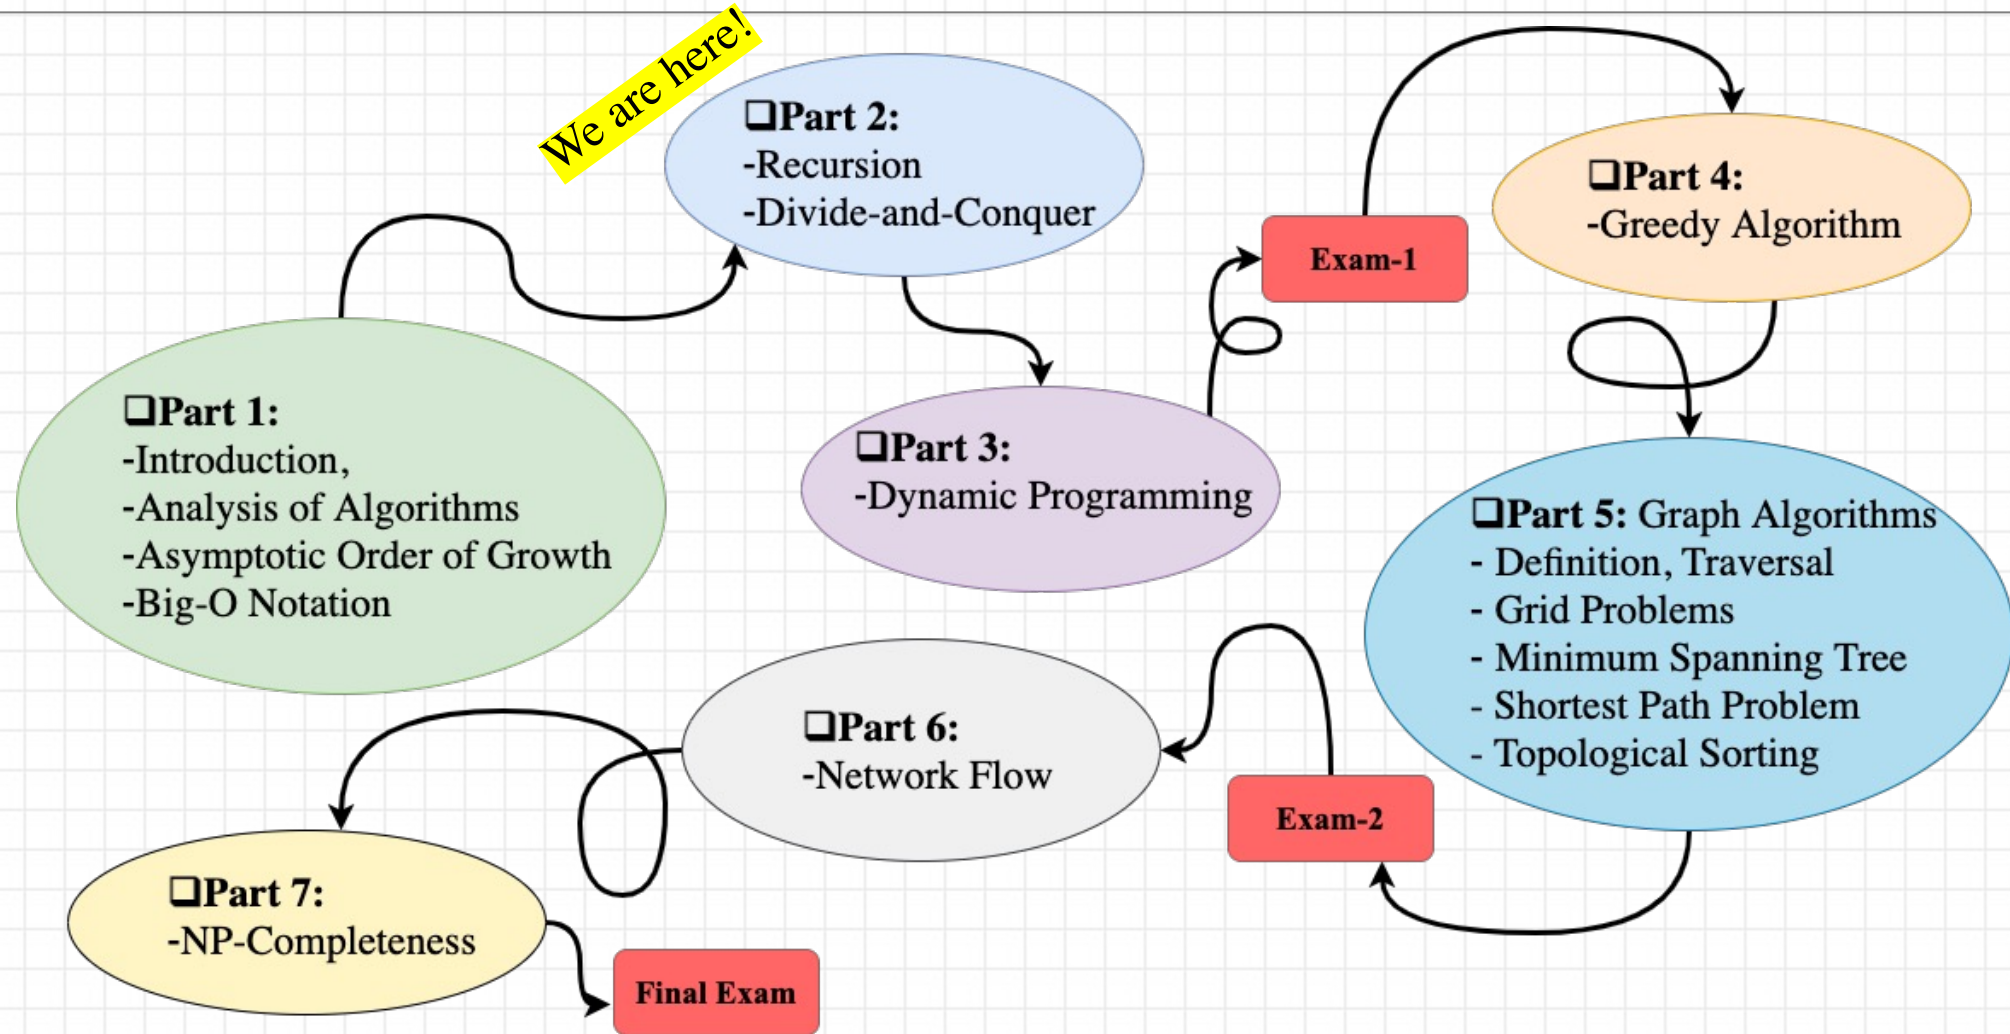 We are here!
❑Part 1:
-Introduction,
-Analysis of Algorithms
-Asymptotic Order of Growth
-Big-O Notation
❑Part 2:
-Recursion
-Divide-and-Conquer
❑Part 3:
-Dynamic Programming
Exam-1
❑Part 4:
-Greedy Algorithm
❑Part 5: Graph Algorithms
- Definition, Traversal
- Grid Problems
- Minimum Spanning Tree
- Shortest Path Problem
- Topological Sorting
Exam-2
❑Part 6:
-Network Flow
❑Part 7:
-NP-Completeness
Final Exam